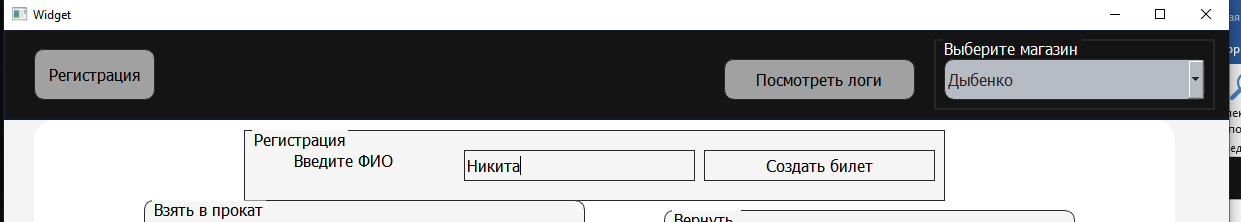 Widget
Регистрация
Посмотреть логи
Выберите магазин
Дыбенко
Регистрация
Введите ФИО
Никита
Создать билет
Взять в прокат
Вернуть